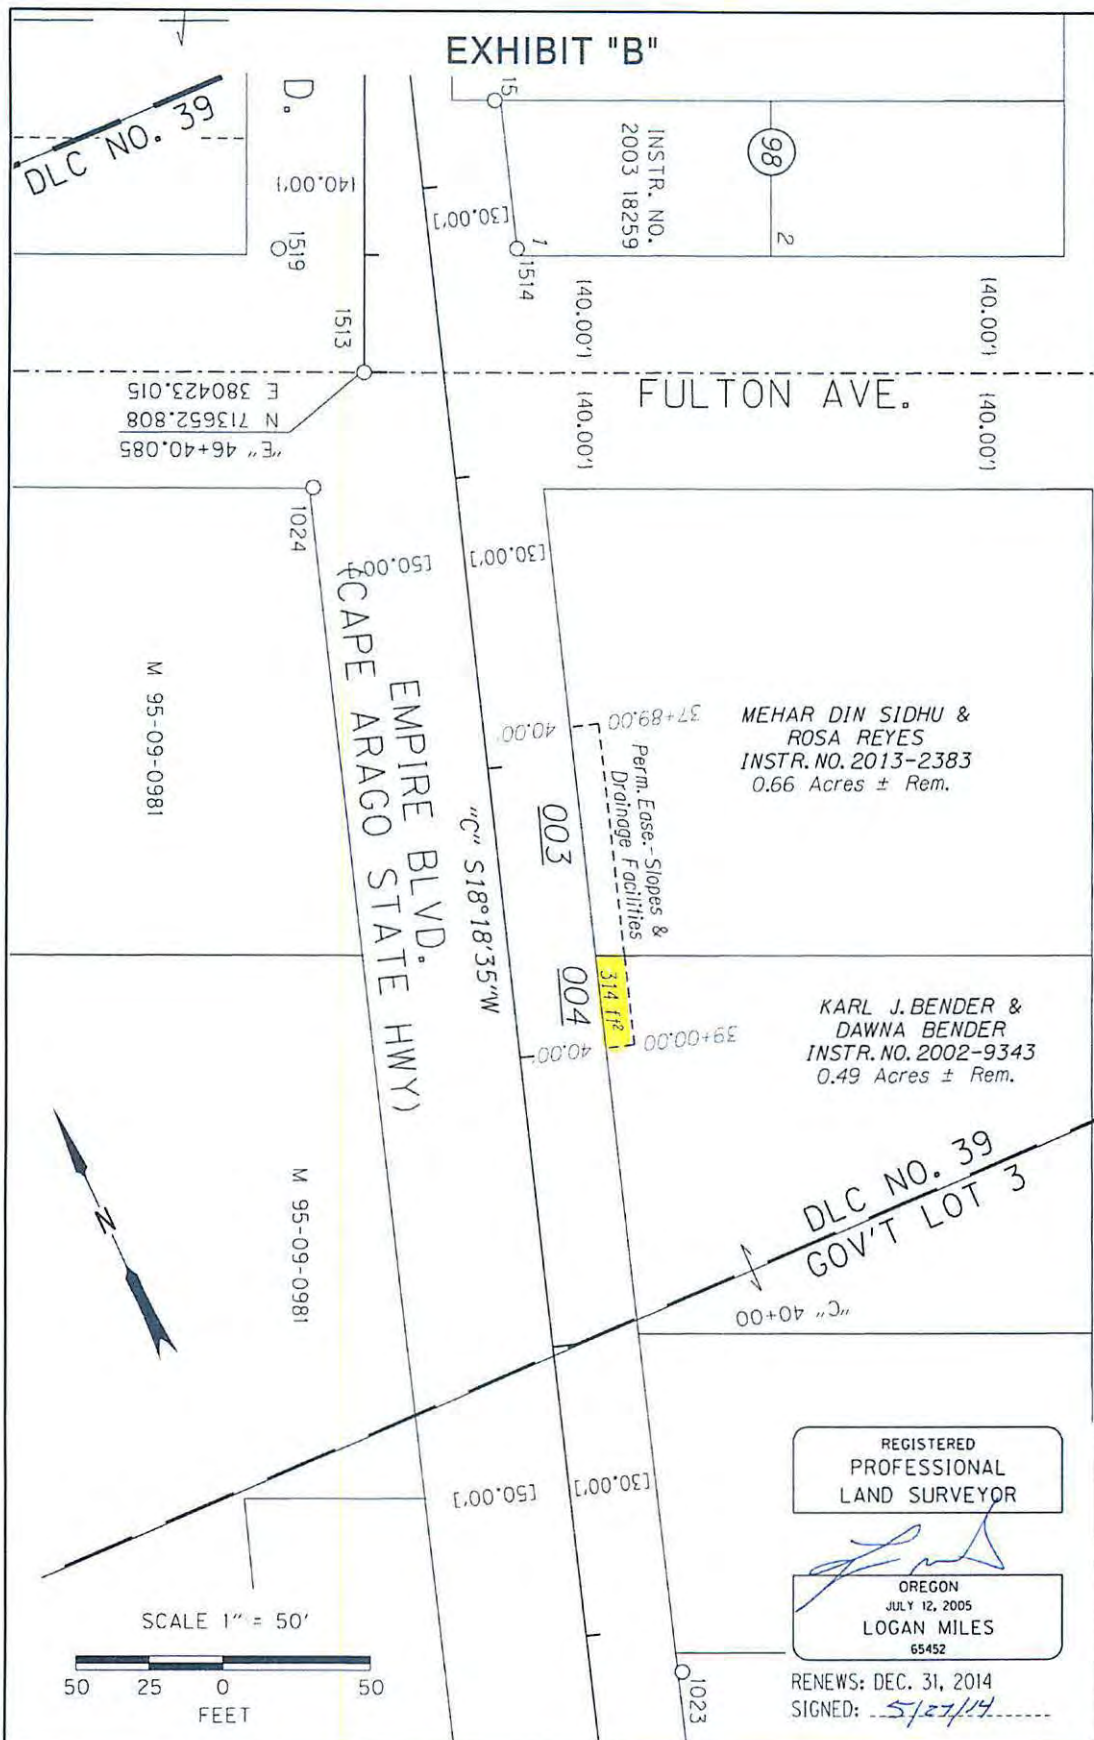 EXHIBIT "B"
DLC NO. 39
D.
(40.00')
1519
1513
15
[30.00']
1
1514
INSTR. NO.
2003 18259
98
2
(40.00')
(40.00')
(40.00')
(40.00')
FULTON AVE.
"E" 46+40.085
N 713652.808
E 380423.015
1024
[50.00']
[30.00']
EMPIRE BLVD.
(CAPE ARAGO STATE HWY)
"C" S18°18'35"W
M 95-09-0981
37+89.00
40.00'
Perm. Ease.-Slopes &
Drainage Facilities
003
MEHAR DIN SIDHU &
ROSA REYES
INSTR. NO. 2013-2383
0.66 Acres ± Rem.
004
314 ft²
39+00.00
40.00'
KARL J. BENDER &
DAWNA BENDER
INSTR. NO. 2002-9343
0.49 Acres ± Rem.
DLC NO. 39
GOV'T LOT 3
"C" 40+00
N
M 95-09-0981
[50.00']
[30.00']
SCALE 1" = 50'
50 25 0 50
FEET
1023
REGISTERED
PROFESSIONAL
LAND SURVEYOR
OREGON
JULY 12, 2005
LOGAN MILES
65452
RENEWS: DEC. 31, 2014
SIGNED: 5/27/14